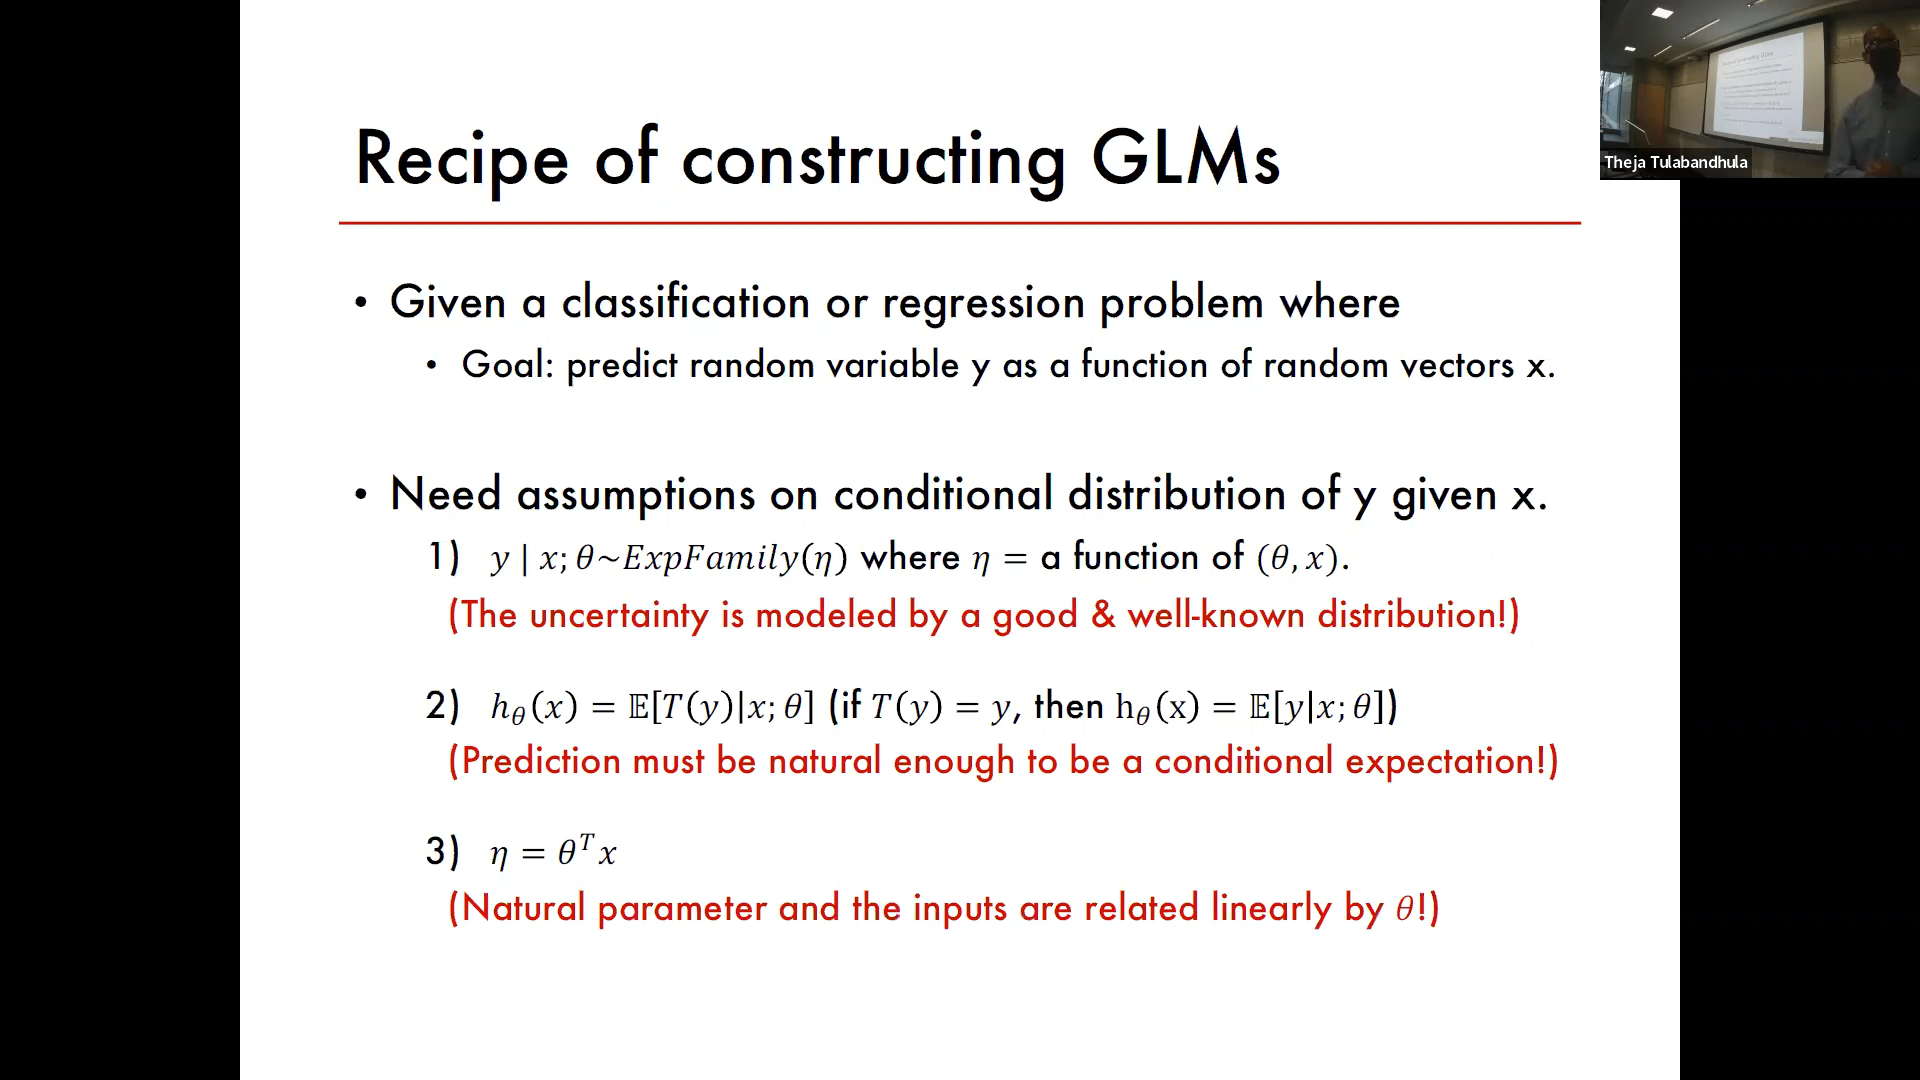 Recipe of constructing GLMs
Theja Tulabandhula
• Given a classification or regression problem where
• Goal: predict random variable y as a function of random vectors x.
• Need assumptions on conditional distribution of y given x.
1) y | x; θ~ExpFamily(η) where η = a function of (θ, x).
(The uncertainty is modeled by a good & well-known distribution!)
2) hθ(x) = 𝔼[T(y)|x; θ] (if T(y) = y, then hθ(x) = 𝔼[y|x; θ])
(Prediction must be natural enough to be a conditional expectation!)
3) η = θᵀx
(Natural parameter and the inputs are related linearly by θ!)